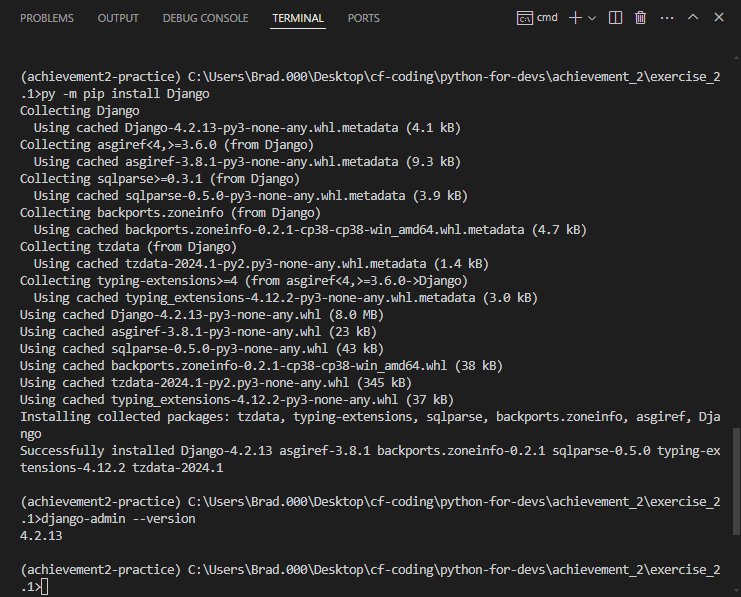 PROBLEMS OUTPUT DEBUG CONSOLE TERMINAL PORTS cmd
(achievement2-practice) C:\Users\Brad.000\Desktop\cf-coding\python-for-devs\achievement_2\exercise_2
.1>py -m pip install Django
Collecting Django
  Using cached Django-4.2.13-py3-none-any.whl.metadata (4.1 kB)
Collecting asgiref<4,>=3.6.0 (from Django)
  Using cached asgiref-3.8.1-py3-none-any.whl.metadata (9.3 kB)
Collecting sqlparse>=0.3.1 (from Django)
  Using cached sqlparse-0.5.0-py3-none-any.whl.metadata (3.9 kB)
Collecting backports.zoneinfo (from Django)
  Using cached backports.zoneinfo-0.2.1-cp38-cp38-win_amd64.whl.metadata (4.7 kB)
Collecting tzdata (from Django)
  Using cached tzdata-2024.1-py2.py3-none-any.whl.metadata (1.4 kB)
Collecting typing-extensions>=4 (from asgiref<4,>=3.6.0->Django)
  Using cached typing_extensions-4.12.2-py3-none-any.whl.metadata (3.0 kB)
Using cached Django-4.2.13-py3-none-any.whl (8.0 MB)
Using cached asgiref-3.8.1-py3-none-any.whl (23 kB)
Using cached sqlparse-0.5.0-py3-none-any.whl (43 kB)
Using cached backports.zoneinfo-0.2.1-cp38-cp38-win_amd64.whl (38 kB)
Using cached tzdata-2024.1-py2.py3-none-any.whl (345 kB)
Using cached typing_extensions-4.12.2-py3-none-any.whl (37 kB)
Installing collected packages: tzdata, typing-extensions, sqlparse, backports.zoneinfo, asgiref, Dja
ngo
Successfully installed Django-4.2.13 asgiref-3.8.1 backports.zoneinfo-0.2.1 sqlparse-0.5.0 typing-ex
tensions-4.12.2 tzdata-2024.1
(achievement2-practice) C:\Users\Brad.000\Desktop\cf-coding\python-for-devs\achievement_2\exercise_2
.1>django-admin --version
4.2.13
(achievement2-practice) C:\Users\Brad.000\Desktop\cf-coding\python-for-devs\achievement_2\exercise_2
.1>